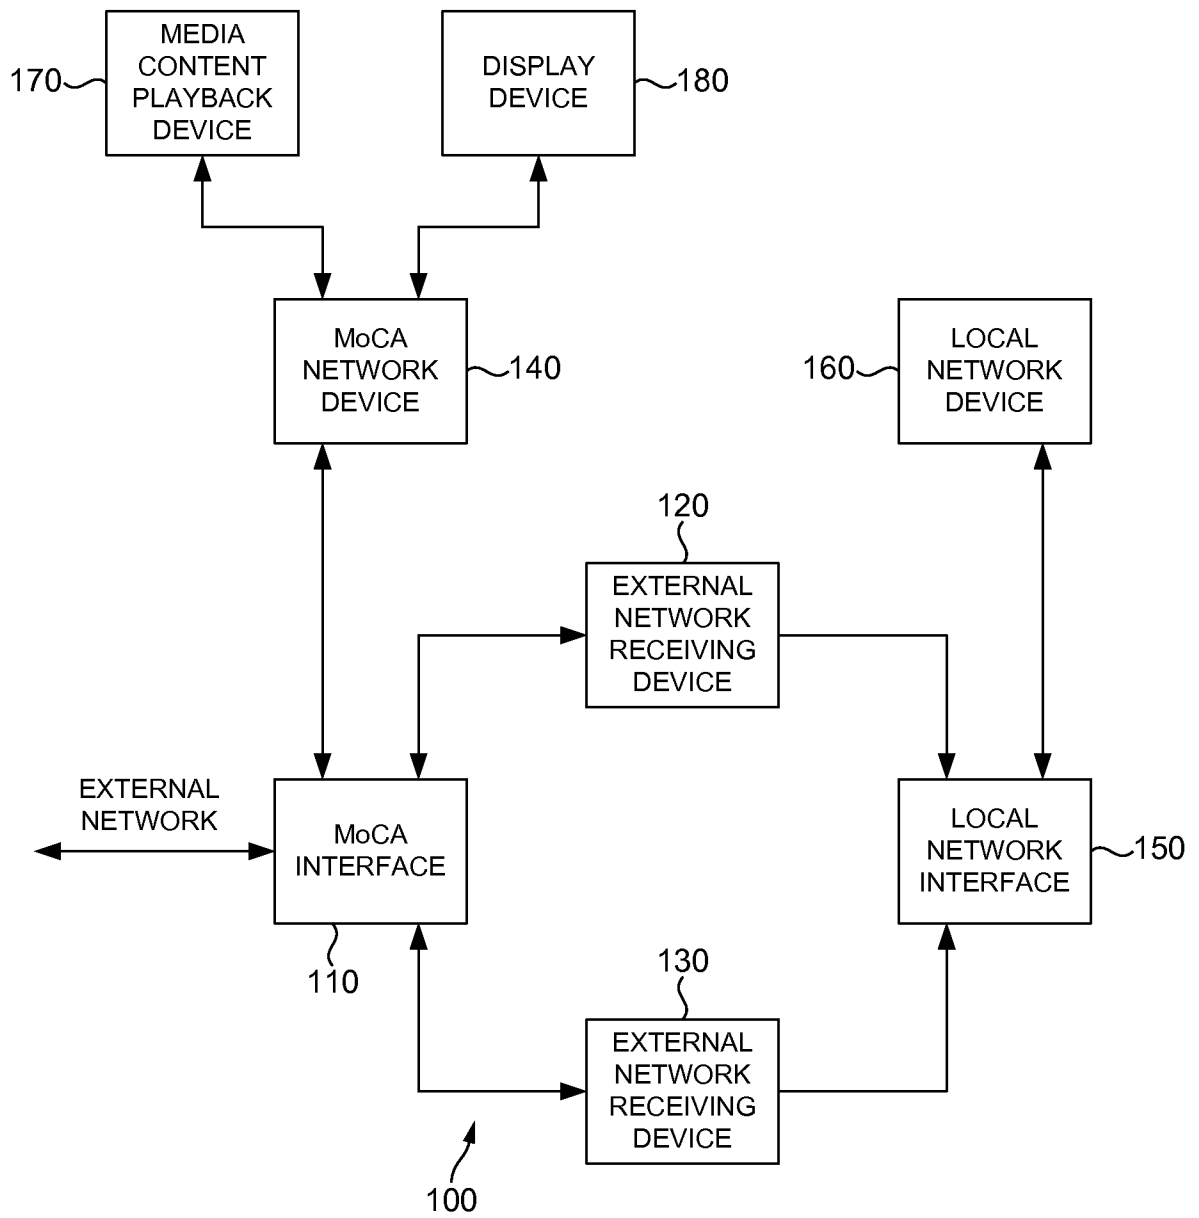 MEDIA
CONTENT
PLAYBACK
DEVICE
170
DISPLAY
DEVICE
180
MoCA
NETWORK
DEVICE
140
LOCAL
NETWORK
DEVICE
160
120
EXTERNAL
NETWORK
RECEIVING
DEVICE
EXTERNAL
NETWORK
MoCA
INTERFACE
110
LOCAL
NETWORK
INTERFACE
150
130
EXTERNAL
NETWORK
RECEIVING
DEVICE
100